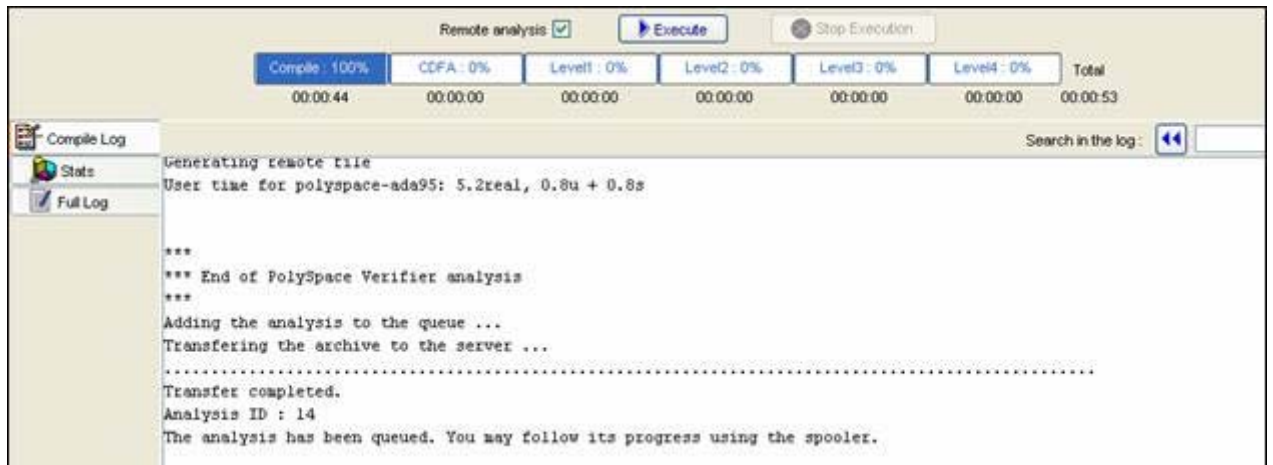 Remote analysis Execute Stop Execution
Compile : 100% CDFA : 0% Level1 : 0% Level2 : 0% Level3 : 0% Level4 : 0% Total
00:00:44 00:00:00 00:00:00 00:00:00 00:00:00 00:00:00 00:00:53
Compile Log Search in the log :
Stats
Full Log
Generating remote file
User time for polyspace-ada95: 5.2real, 0.8u + 0.8s
***
*** End of PolySpace Verifier analysis
***
Adding the analysis to the queue ...
Transfering the archive to the server ...
...............................................................................................
Transfer completed.
Analysis ID : 14
The analysis has been queued. You may follow its progress using the spooler.